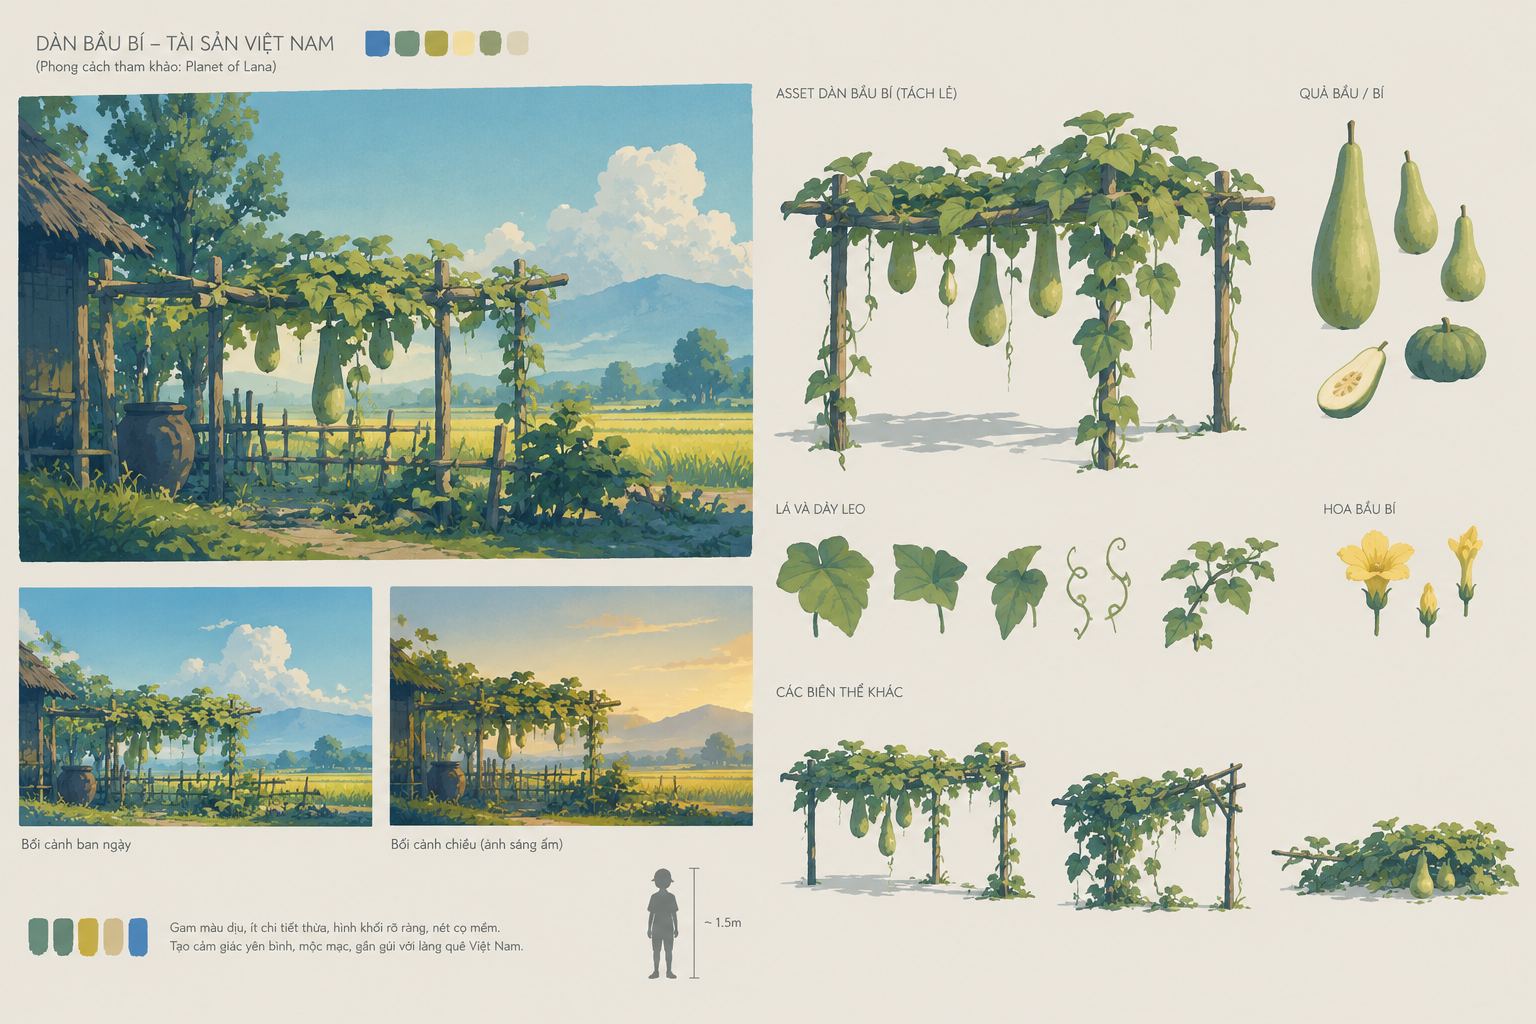 DÀN BẦU BÍ – TÀI SẢN VIỆT NAM
(Phong cách tham khảo: Planet of Lana)
ASSET DÀN BẦU BÍ (TÁCH LẺ)
QUẢ BẦU / BÍ
LÁ VÀ DÂY LEO
HOA BẦU BÍ
CÁC BIẾN THỂ KHÁC
Bối cảnh ban ngày
Bối cảnh chiều (ánh sáng ấm)
~ 1.5m
Gam màu dịu, ít chi tiết thừa, hình khối rõ ràng, nét cọ mềm.
Tạo cảm giác yên bình, mộc mạc, gần gũi với làng quê Việt Nam.